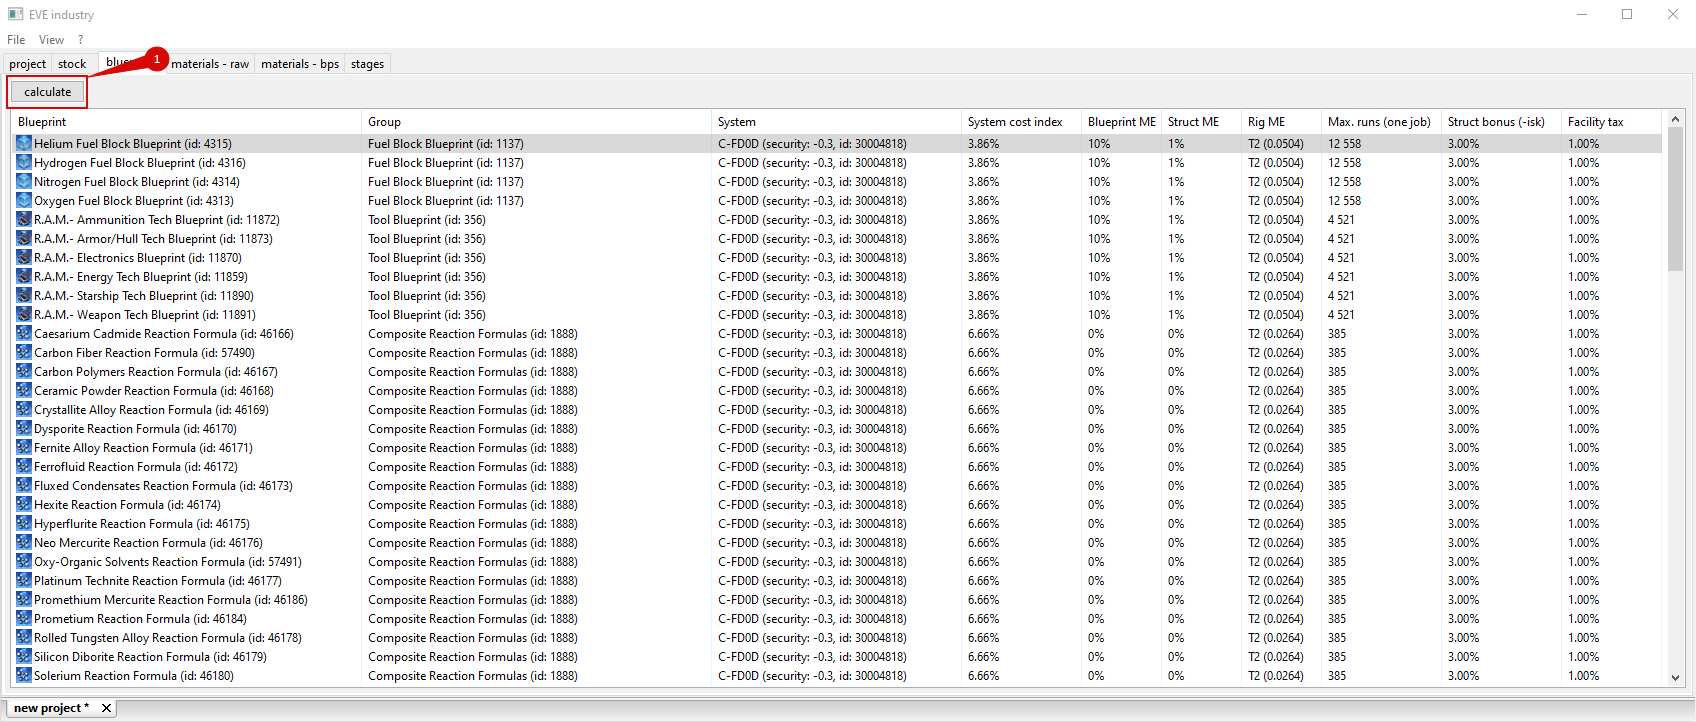 EVE industry
File View ?
project stock 1 materials - raw materials - bps stages
calculate
Blueprint Group System System cost index Blueprint ME Struct ME Rig ME Max. runs (one job) Struct bonus (-isk) Facility tax
Helium Fuel Block Blueprint (id: 4315) Fuel Block Blueprint (id: 1137) C-FD0D (security: -0.3, id: 30004818) 3.86% 10% 1% T2 (0.0504) 12 558 3.00% 1.00%
Hydrogen Fuel Block Blueprint (id: 4316) Fuel Block Blueprint (id: 1137) C-FD0D (security: -0.3, id: 30004818) 3.86% 10% 1% T2 (0.0504) 12 558 3.00% 1.00%
Nitrogen Fuel Block Blueprint (id: 4314) Fuel Block Blueprint (id: 1137) C-FD0D (security: -0.3, id: 30004818) 3.86% 10% 1% T2 (0.0504) 12 558 3.00% 1.00%
Oxygen Fuel Block Blueprint (id: 4313) Fuel Block Blueprint (id: 1137) C-FD0D (security: -0.3, id: 30004818) 3.86% 10% 1% T2 (0.0504) 12 558 3.00% 1.00%
R.A.M.- Ammunition Tech Blueprint (id: 11872) Tool Blueprint (id: 356) C-FD0D (security: -0.3, id: 30004818) 3.86% 10% 1% T2 (0.0504) 4 521 3.00% 1.00%
R.A.M.- Armor/Hull Tech Blueprint (id: 11873) Tool Blueprint (id: 356) C-FD0D (security: -0.3, id: 30004818) 3.86% 10% 1% T2 (0.0504) 4 521 3.00% 1.00%
R.A.M.- Electronics Blueprint (id: 11870) Tool Blueprint (id: 356) C-FD0D (security: -0.3, id: 30004818) 3.86% 10% 1% T2 (0.0504) 4 521 3.00% 1.00%
R.A.M.- Energy Tech Blueprint (id: 11859) Tool Blueprint (id: 356) C-FD0D (security: -0.3, id: 30004818) 3.86% 10% 1% T2 (0.0504) 4 521 3.00% 1.00%
R.A.M.- Starship Tech Blueprint (id: 11890) Tool Blueprint (id: 356) C-FD0D (security: -0.3, id: 30004818) 3.86% 10% 1% T2 (0.0504) 4 521 3.00% 1.00%
R.A.M.- Weapon Tech Blueprint (id: 11891) Tool Blueprint (id: 356) C-FD0D (security: -0.3, id: 30004818) 3.86% 10% 1% T2 (0.0504) 4 521 3.00% 1.00%
Caesarium Cadmide Reaction Formula (id: 46166) Composite Reaction Formulas (id: 1888) C-FD0D (security: -0.3, id: 30004818) 6.66% 0% 0% T2 (0.0264) 385 3.00% 1.00%
Carbon Fiber Reaction Formula (id: 57490) Composite Reaction Formulas (id: 1888) C-FD0D (security: -0.3, id: 30004818) 6.66% 0% 0% T2 (0.0264) 385 3.00% 1.00%
Carbon Polymers Reaction Formula (id: 46167) Composite Reaction Formulas (id: 1888) C-FD0D (security: -0.3, id: 30004818) 6.66% 0% 0% T2 (0.0264) 385 3.00% 1.00%
Ceramic Powder Reaction Formula (id: 46168) Composite Reaction Formulas (id: 1888) C-FD0D (security: -0.3, id: 30004818) 6.66% 0% 0% T2 (0.0264) 385 3.00% 1.00%
Crystallite Alloy Reaction Formula (id: 46169) Composite Reaction Formulas (id: 1888) C-FD0D (security: -0.3, id: 30004818) 6.66% 0% 0% T2 (0.0264) 385 3.00% 1.00%
Dysporite Reaction Formula (id: 46170) Composite Reaction Formulas (id: 1888) C-FD0D (security: -0.3, id: 30004818) 6.66% 0% 0% T2 (0.0264) 385 3.00% 1.00%
Fernite Alloy Reaction Formula (id: 46171) Composite Reaction Formulas (id: 1888) C-FD0D (security: -0.3, id: 30004818) 6.66% 0% 0% T2 (0.0264) 385 3.00% 1.00%
Ferrofluid Reaction Formula (id: 46172) Composite Reaction Formulas (id: 1888) C-FD0D (security: -0.3, id: 30004818) 6.66% 0% 0% T2 (0.0264) 385 3.00% 1.00%
Fluxed Condensates Reaction Formula (id: 46173) Composite Reaction Formulas (id: 1888) C-FD0D (security: -0.3, id: 30004818) 6.66% 0% 0% T2 (0.0264) 385 3.00% 1.00%
Hexite Reaction Formula (id: 46174) Composite Reaction Formulas (id: 1888) C-FD0D (security: -0.3, id: 30004818) 6.66% 0% 0% T2 (0.0264) 385 3.00% 1.00%
Hyperflurite Reaction Formula (id: 46175) Composite Reaction Formulas (id: 1888) C-FD0D (security: -0.3, id: 30004818) 6.66% 0% 0% T2 (0.0264) 385 3.00% 1.00%
Neo Mercurite Reaction Formula (id: 46176) Composite Reaction Formulas (id: 1888) C-FD0D (security: -0.3, id: 30004818) 6.66% 0% 0% T2 (0.0264) 385 3.00% 1.00%
Oxy-Organic Solvents Reaction Formula (id: 57491) Composite Reaction Formulas (id: 1888) C-FD0D (security: -0.3, id: 30004818) 6.66% 0% 0% T2 (0.0264) 385 3.00% 1.00%
Platinum Technite Reaction Formula (id: 46177) Composite Reaction Formulas (id: 1888) C-FD0D (security: -0.3, id: 30004818) 6.66% 0% 0% T2 (0.0264) 385 3.00% 1.00%
Promethium Mercurite Reaction Formula (id: 46186) Composite Reaction Formulas (id: 1888) C-FD0D (security: -0.3, id: 30004818) 6.66% 0% 0% T2 (0.0264) 385 3.00% 1.00%
Prometium Reaction Formula (id: 46184) Composite Reaction Formulas (id: 1888) C-FD0D (security: -0.3, id: 30004818) 6.66% 0% 0% T2 (0.0264) 385 3.00% 1.00%
Rolled Tungsten Alloy Reaction Formula (id: 46178) Composite Reaction Formulas (id: 1888) C-FD0D (security: -0.3, id: 30004818) 6.66% 0% 0% T2 (0.0264) 385 3.00% 1.00%
Silicon Diborite Reaction Formula (id: 46179) Composite Reaction Formulas (id: 1888) C-FD0D (security: -0.3, id: 30004818) 6.66% 0% 0% T2 (0.0264) 385 3.00% 1.00%
Solerium Reaction Formula (id: 46180) Composite Reaction Formulas (id: 1888) C-FD0D (security: -0.3, id: 30004818) 6.66% 0% 0% T2 (0.0264) 385 3.00% 1.00%
new project *